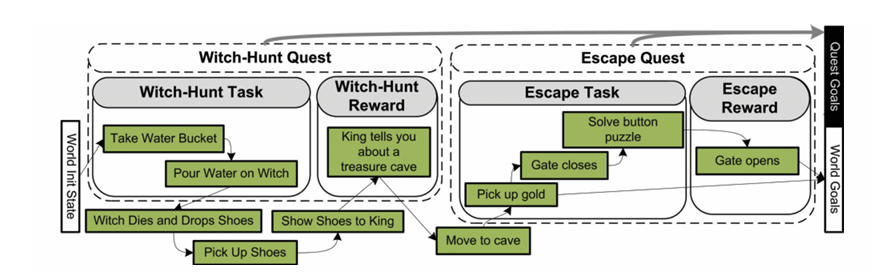 Witch-Hunt Quest
Escape Quest
Witch-Hunt Task
Witch-Hunt
Reward
Escape Task
Escape
Reward
Quest Goals
World Goals
World Init State
Take Water Bucket
Pour Water on Witch
Witch Dies and Drops Shoes
Pick Up Shoes
Show Shoes to King
King tells you
about a
treasure cave
Move to cave
Pick up gold
Gate closes
Solve button
puzzle
Gate opens